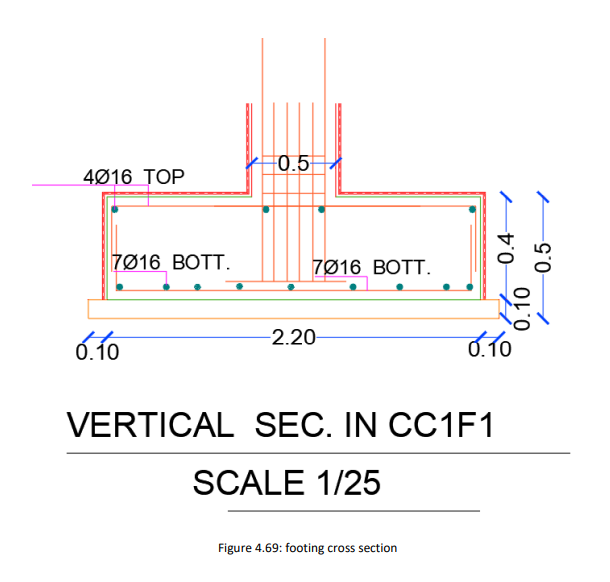 0.5
4Ø16 TOP
7Ø16 BOTT.
7Ø16 BOTT.
0.4
0.5
0.10
0.10
2.20
0.10
VERTICAL SEC. IN CC1F1
SCALE 1/25
Figure 4.69: footing cross section